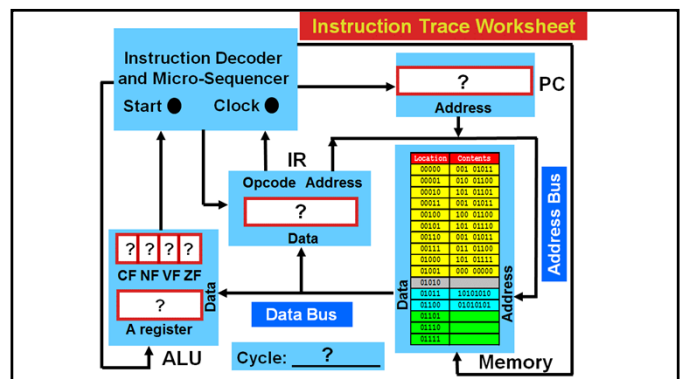 Instruction Trace Worksheet
Instruction Decoder
and Micro-Sequencer
Start
Clock
?
PC
Address
IR
Opcode Address
?
Data
Location Contents
00000 001 01011
00001 010 01100
00010 101 01101
00011 001 01011
00100 100 01100
00101 101 01110
00110 001 01011
00111 011 01100
01000 101 01111
01001 000 00000
01010
01011 10101010
01100 01010101
01101
01110
01111
Data
Address
Memory
Address Bus
? ? ? ?
CF NF VF ZF
?
A register
Data
ALU
Data Bus
Cycle: ?